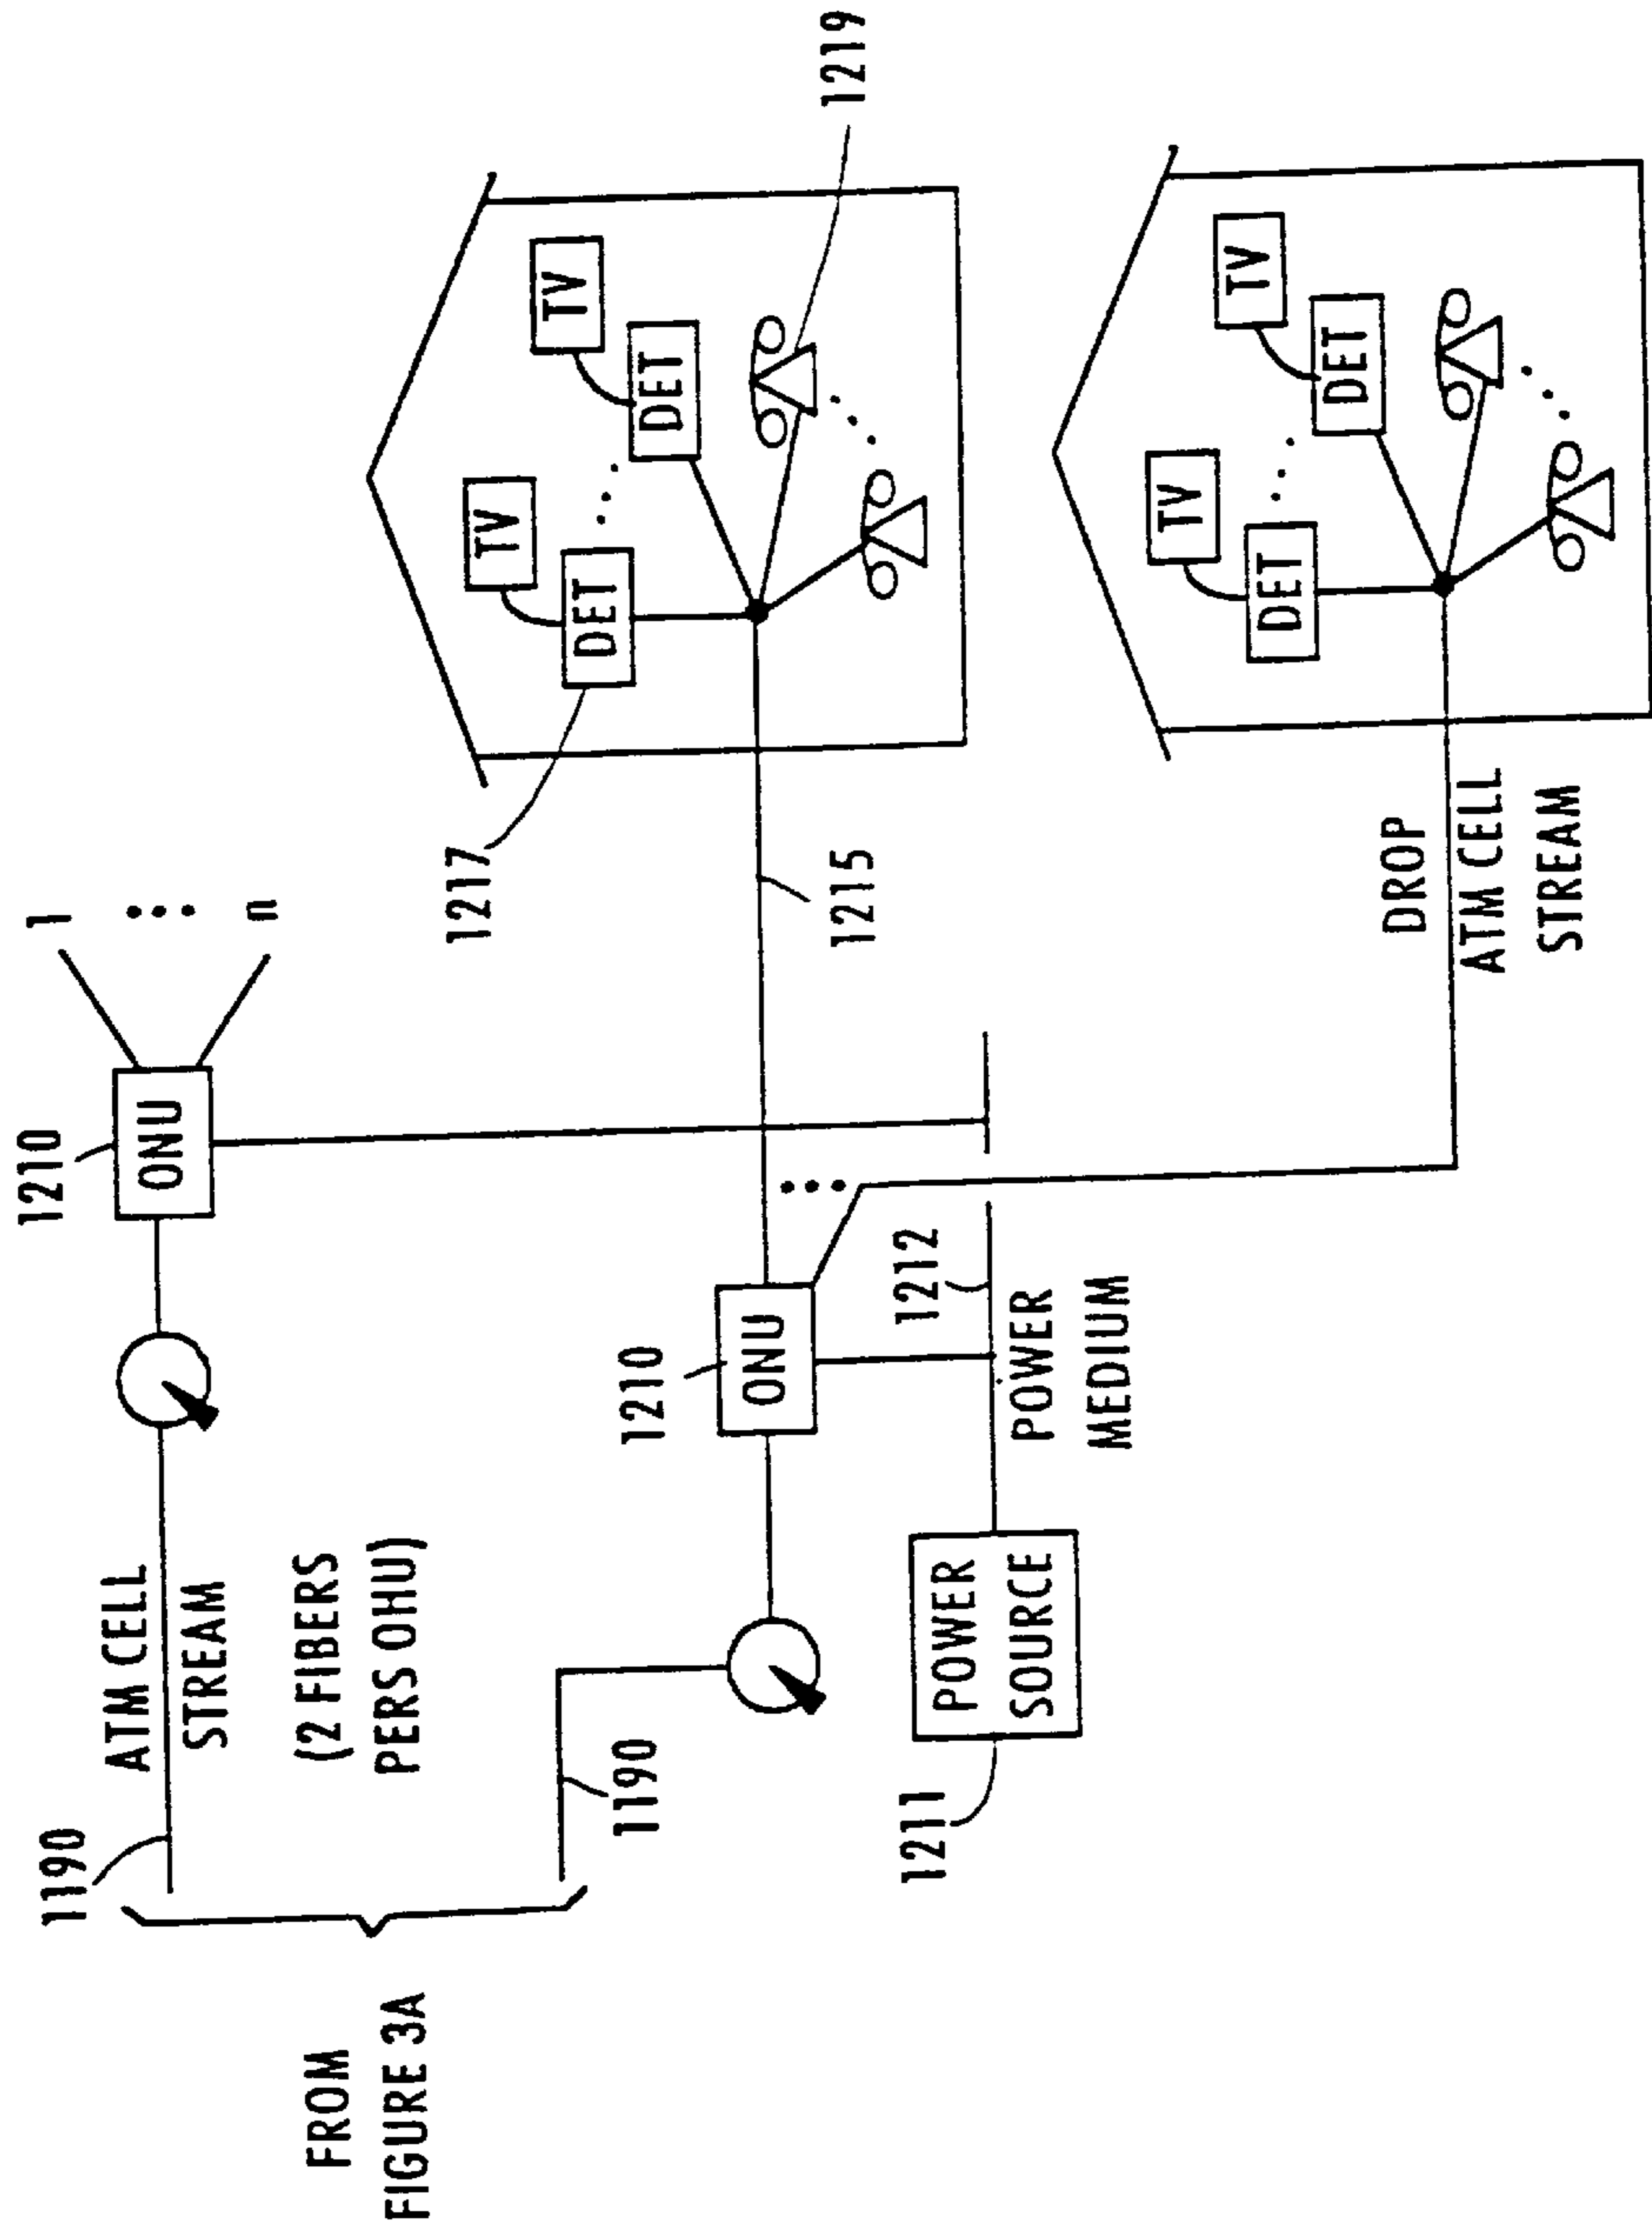 FROM
FIGURE 3A
1190
ATM CELL
STREAM
(2 FIBERS
PERS OHU)
1190
1210
ONU
1
n
1210
ONU
1211
POWER
SOURCE
1212
POWER
MEDIUM
1215
1217
DET
TV
DET
TV
1219
DROP
ATM CELL
STREAM
DET
TV
DET
TV